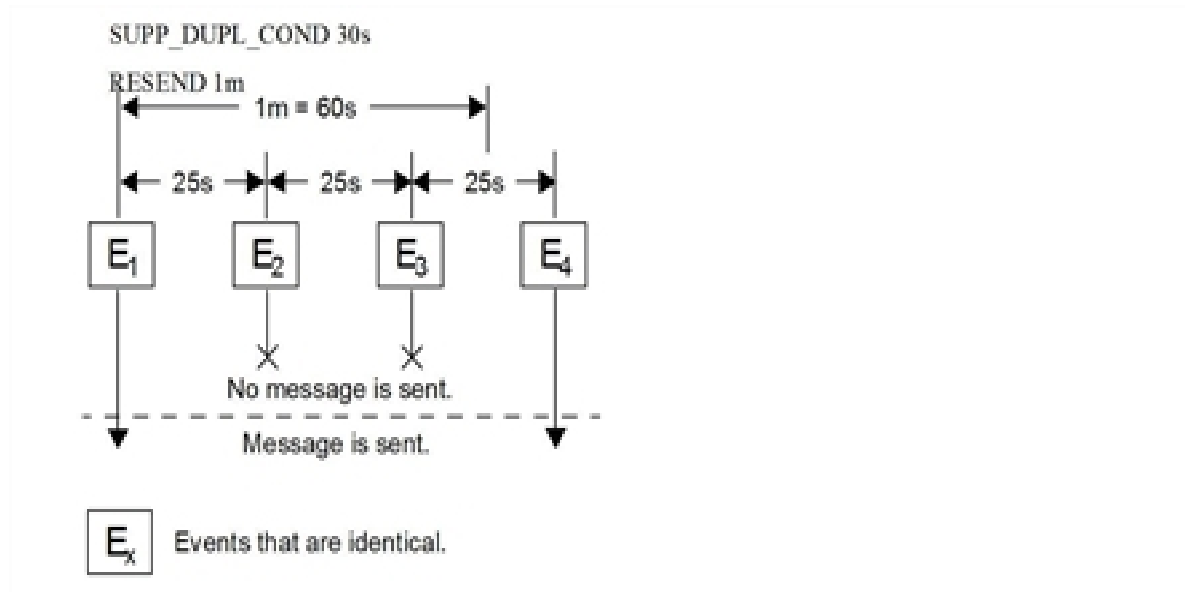 SUPP_DUPL_COND 30s
RESEND 1m
1m = 60s
25s 25s 25s
E1 E2 E3 E4
No message is sent.
Message is sent.
Ex Events that are identical.